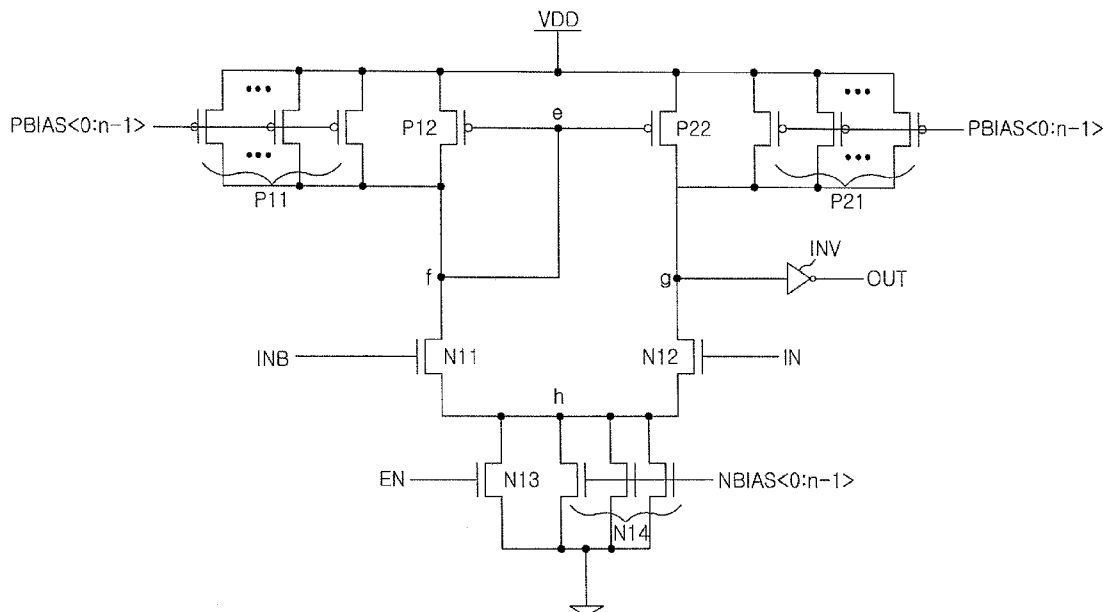 VDD
PBIAS<0:n-1>
P12
e
P22
PBIAS<0:n-1>
P11
P21
f
g
INV
OUT
INB
N11
N12
IN
h
EN
N13
NBIAS<0:n-1>
N14